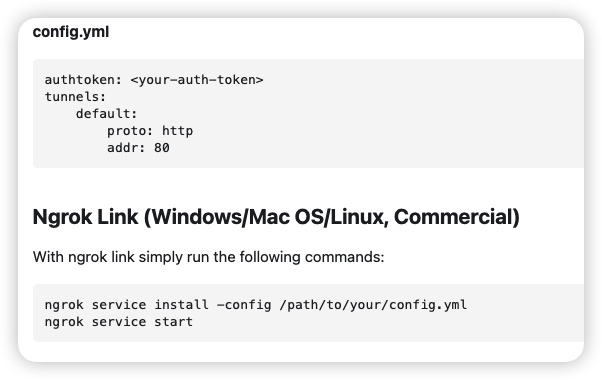 config.yml
authtoken: <your-auth-token>
tunnels:
    default:
        proto: http
        addr: 80
Ngrok Link (Windows/Mac OS/Linux, Commercial)
With ngrok link simply run the following commands:
ngrok service install -config /path/to/your/config.yml
ngrok service start